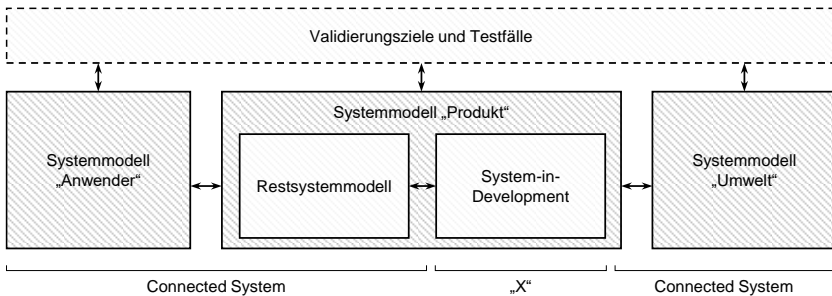 Validierungsziele und Testfälle
Systemmodell „Produkt“
Systemmodell
„Anwender“
Restsystemmodell
System-in-
Development
Systemmodell
„Umwelt“
Connected System
„X“
Connected System